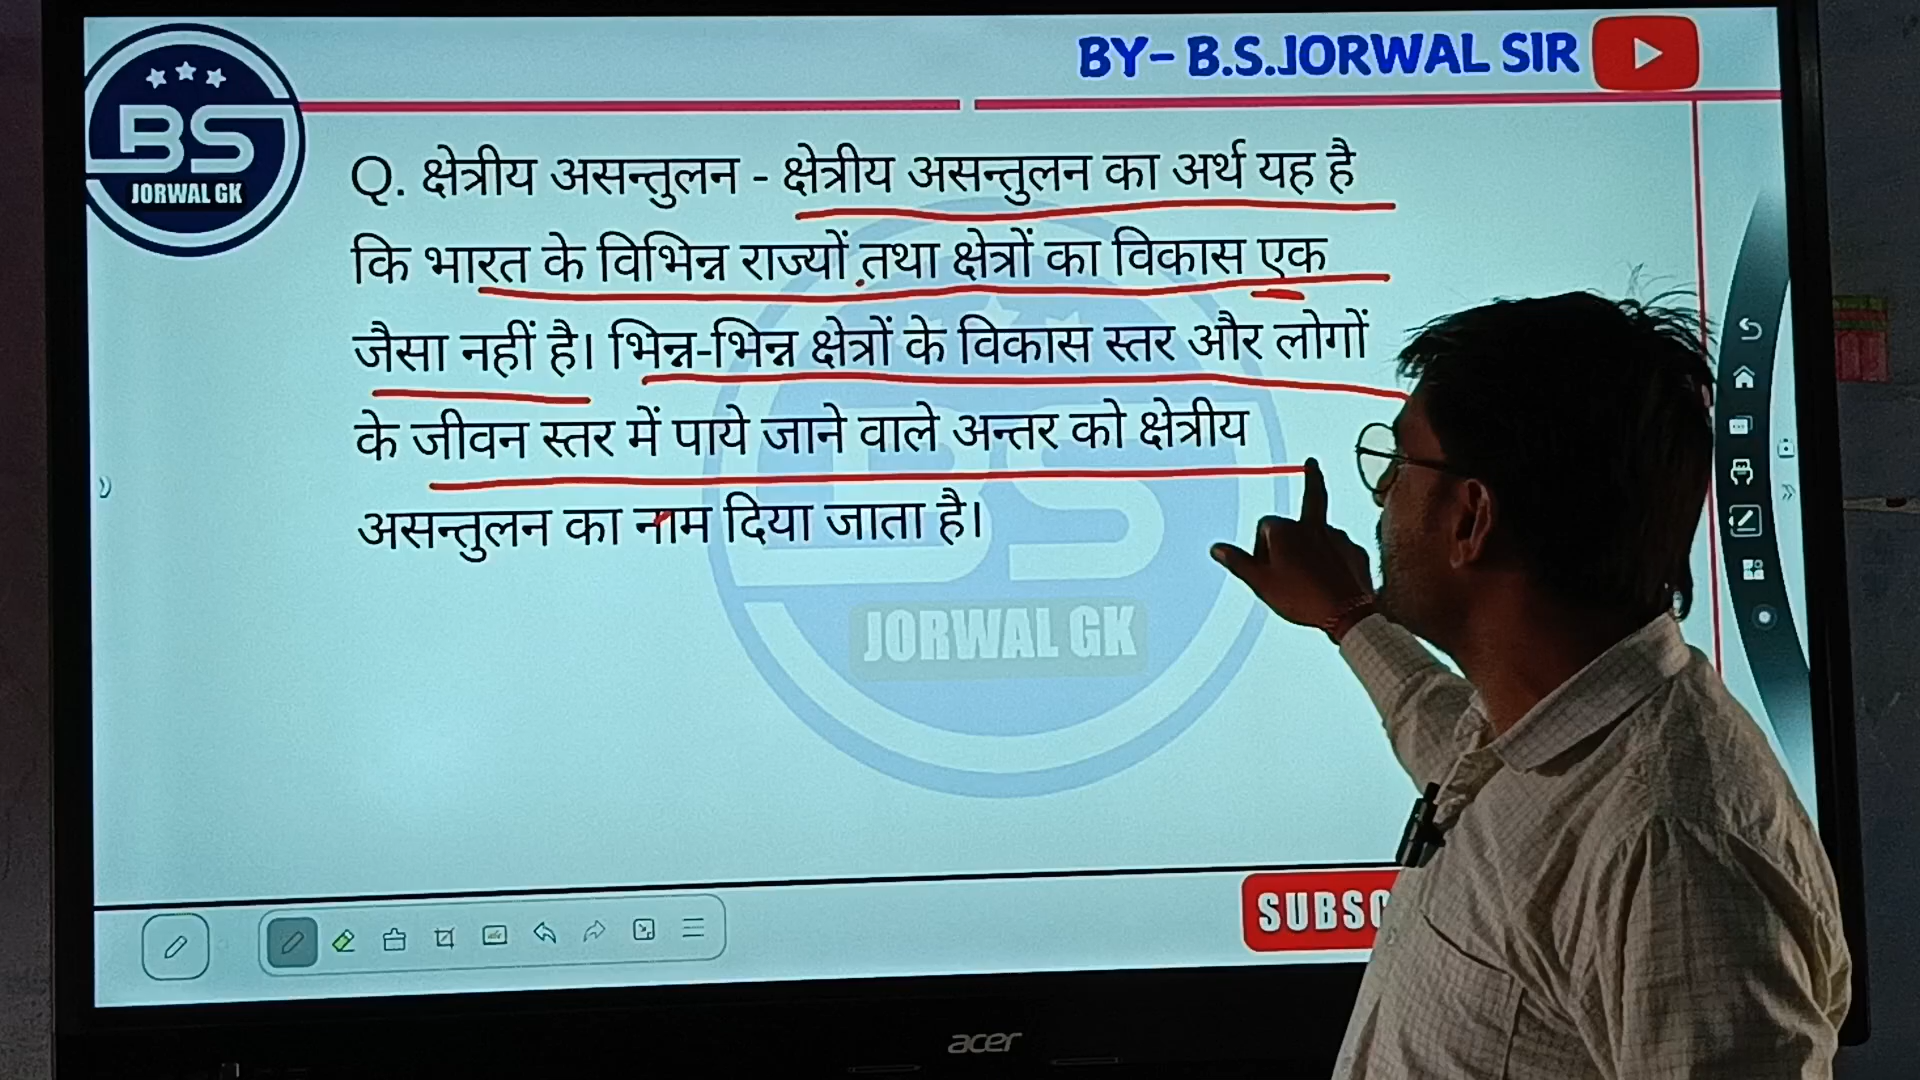 BY- B.S.JORWAL SIR
BS
JORWAL GK
Q. क्षेत्रीय असन्तुलन - क्षेत्रीय असन्तुलन का अर्थ यह है
कि भारत के विभिन्न राज्यों तथा क्षेत्रों का विकास एक
जैसा नहीं है। भिन्न-भिन्न क्षेत्रों के विकास स्तर और लोगों
के जीवन स्तर में पाये जाने वाले अन्तर को क्षेत्रीय
असन्तुलन का नाम दिया जाता है।
BS
JORWAL GK
acer